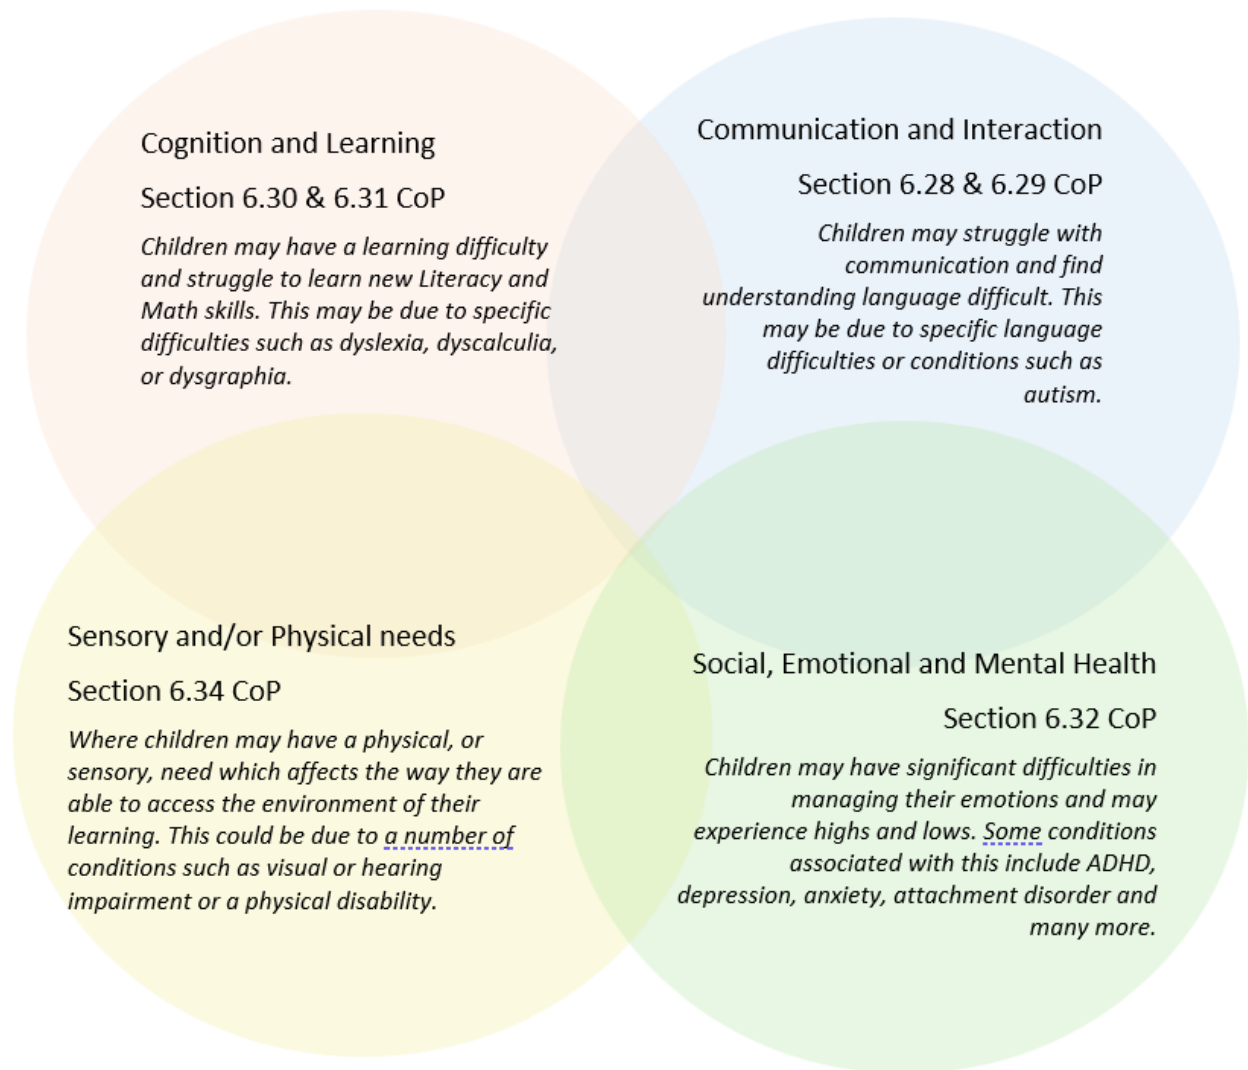 Cognition and Learning
Section 6.30 & 6.31 CoP
Children may have a learning difficulty
and struggle to learn new Literacy and
Math skills. This may be due to specific
difficulties such as dyslexia, dyscalculia,
or dysgraphia.
Communication and Interaction
Section 6.28 & 6.29 CoP
Children may struggle with
communication and find
understanding language difficult. This
may be due to specific language
difficulties or conditions such as
autism.
Sensory and/or Physical needs
Section 6.34 CoP
Where children may have a physical, or
sensory, need which affects the way they are
able to access the environment of their
learning. This could be due to a number of
conditions such as visual or hearing
impairment or a physical disability.
Social, Emotional and Mental Health
Section 6.32 CoP
Children may have significant difficulties in
managing their emotions and may
experience highs and lows. Some conditions
associated with this include ADHD,
depression, anxiety, attachment disorder and
many more.